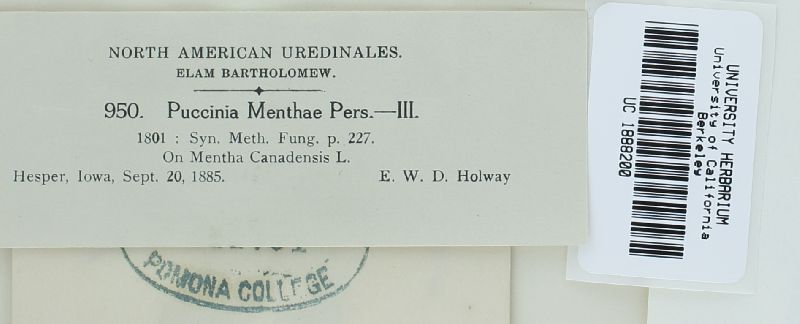 NORTH AMERICAN UREDINALES.
ELAM BARTHOLOMEW.
950. Puccinia Menthae Pers.—III.
1801 : Syn. Meth. Fung. p. 227.
On Mentha Canadensis L.
Hesper, Iowa, Sept. 20, 1885. E. W. D. Holway
POMONA COLLEGE
UNIVERSITY HERBARIUM
University of California
Berkeley
UC 1888200